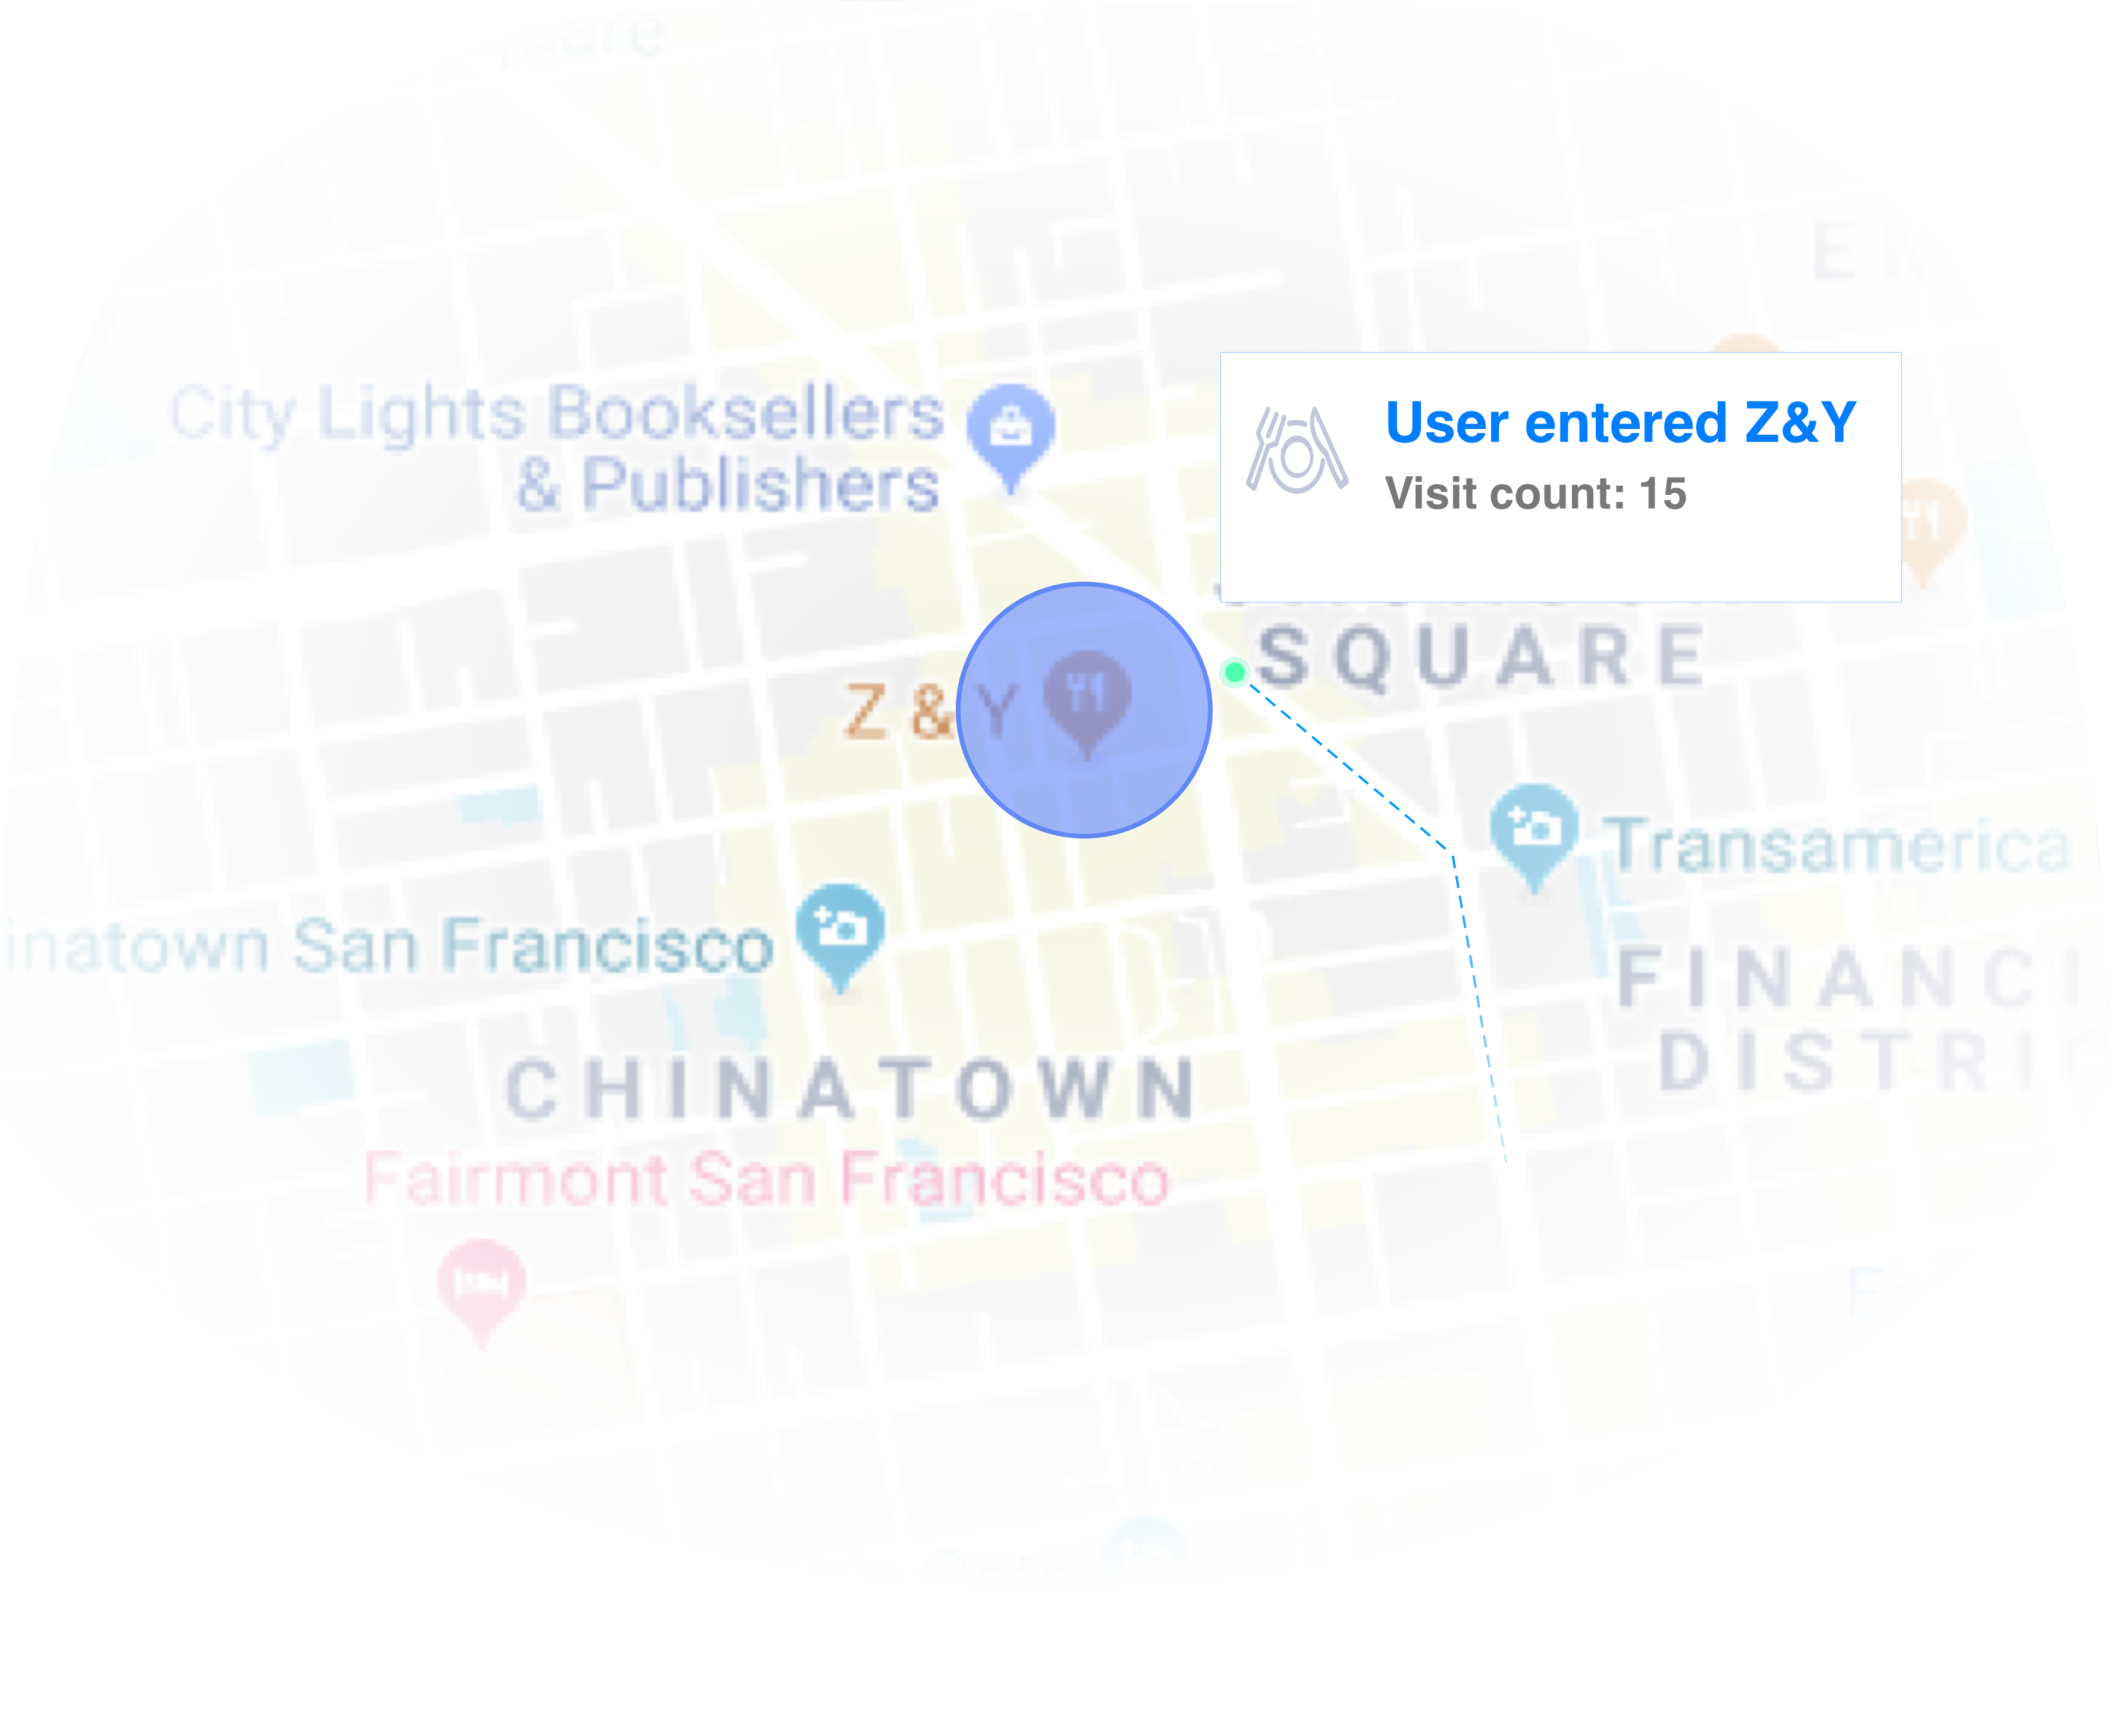 City Lights Booksellers
& Publishers
User entered Z&Y
Visit count: 15
SQUARE
Z & Y
Transamerica
San Francisco
FINANCI
DISTRIC
CHINATOWN
Fairmont San Francisco